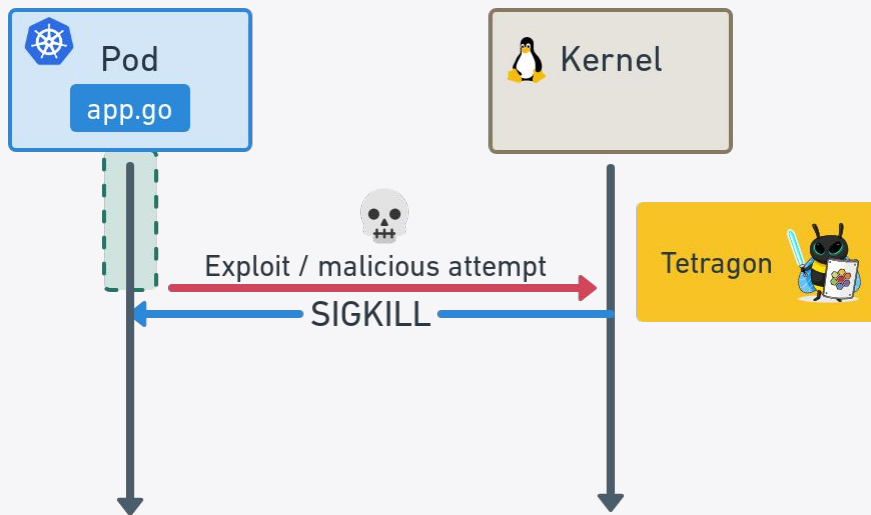 Pod
app.go
Kernel
Exploit / malicious attempt
SIGKILL
Tetragon